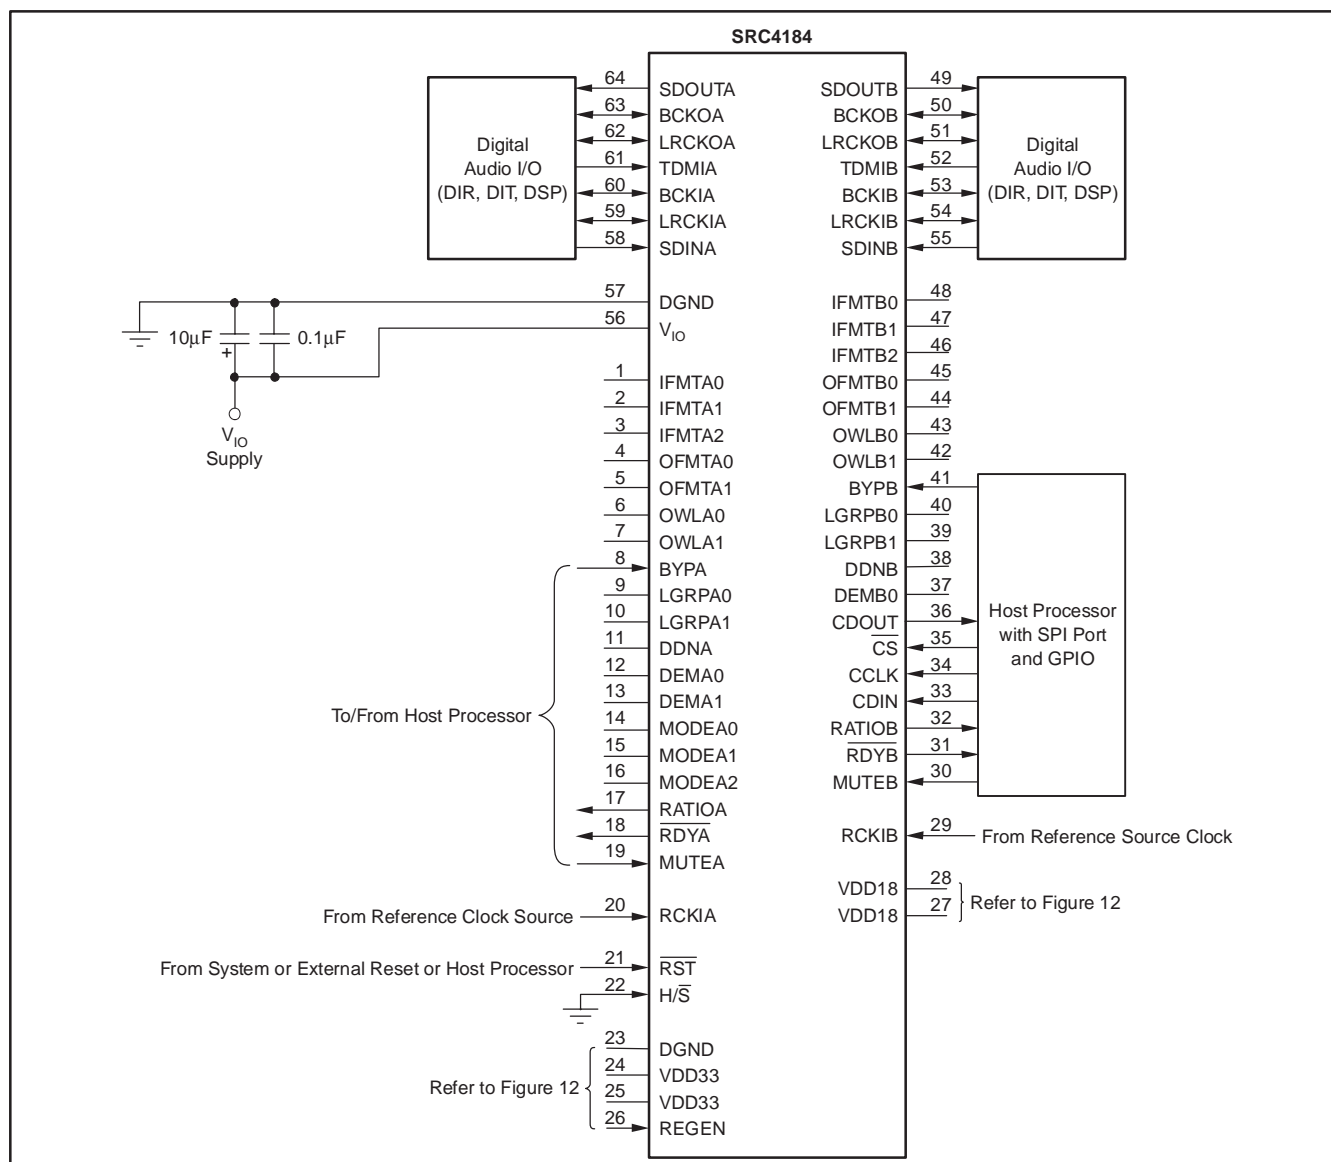 SRC4184
Digital
Audio I/O
(DIR, DIT, DSP)
64 SDOUTA
63 BCKOA
62 LRCKOA
61 TDMIA
60 BCKIA
59 LRCKIA
58 SDINA
57 DGND
56 VIO
10μF
+
0.1μF
VIO
Supply
1 IFMTA0
2 IFMTA1
3 IFMTA2
4 OFMTA0
5 OFMTA1
6 OWLA0
7 OWLA1
8 BYPA
9 LGRPA0
10 LGRPA1
11 DDNA
12 DEMA0
13 DEMA1
14 MODEA0
15 MODEA1
16 MODEA2
17 RATIOA
18 RDYA
19 MUTEA
To/From Host Processor
From Reference Clock Source 20 RCKIA
From System or External Reset or Host Processor 21 RST
22 H/S
23 DGND
24 VDD33
25 VDD33
26 REGEN
Refer to Figure 12
SDOUTB 49
BCKOB 50
LRCKOB 51
TDMIB 52
BCKIB 53
LRCKIB 54
SDINB 55
Digital
Audio I/O
(DIR, DIT, DSP)
IFMTB0 48
IFMTB1 47
IFMTB2 46
OFMTB0 45
OFMTB1 44
OWLB0 43
OWLB1 42
BYPB 41
LGRPB0 40
LGRPB1 39
DDNB 38
DEMB0 37
CDOUT 36
CS 35
CCLK 34
CDIN 33
RATIOB 32
RDYB 31
MUTEB 30
Host Processor
with SPI Port
and GPIO
RCKIB 29 From Reference Source Clock
VDD18 28
VDD18 27
Refer to Figure 12